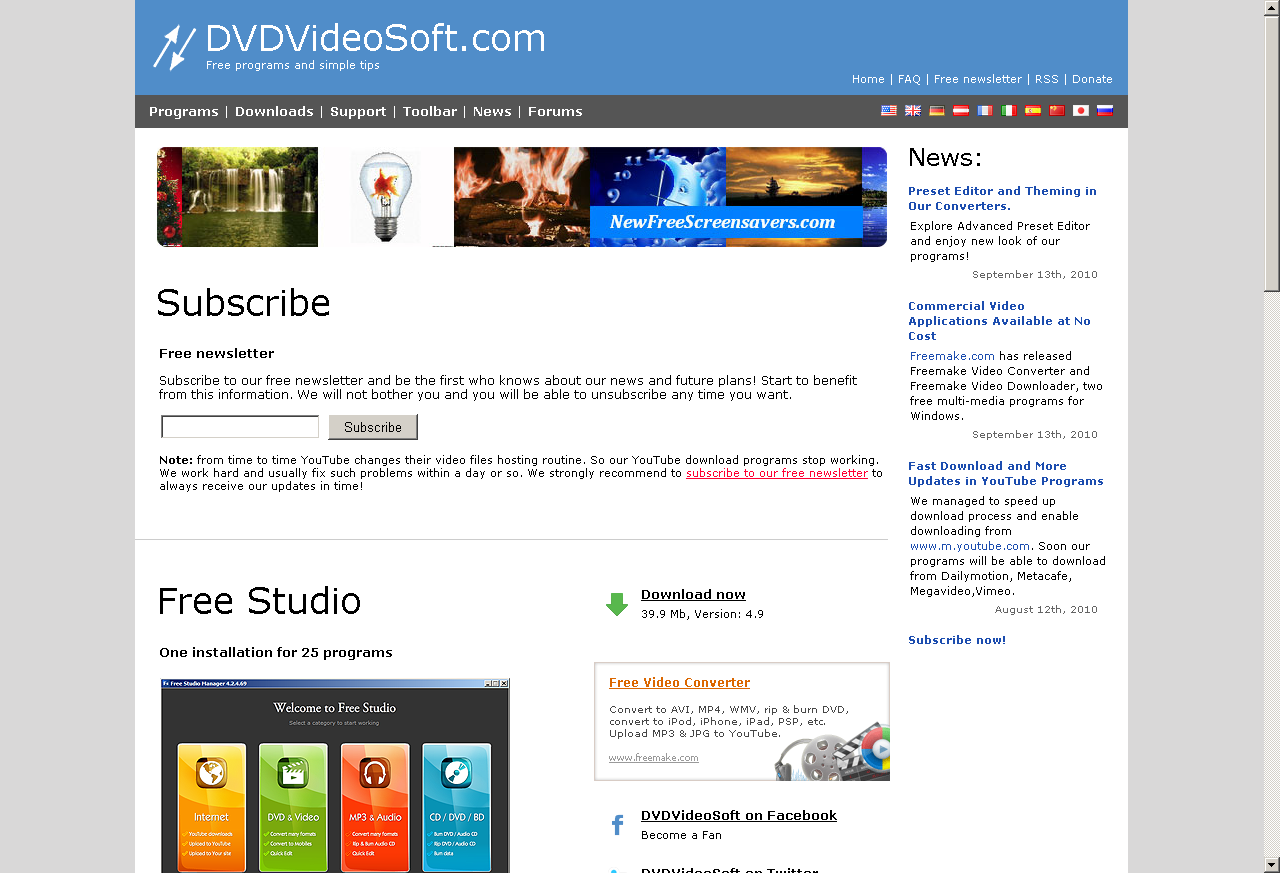 DVDVideoSoft.com
Free programs and simple tips
Home | FAQ | Free newsletter | RSS | Donate
Programs | Downloads | Support | Toolbar | News | Forums
NewFreeScreensavers.com
Subscribe
Free newsletter
Subscribe to our free newsletter and be the first who knows about our news and future plans! Start to benefit
from this information. We will not bother you and you will be able to unsubscribe any time you want.
Subscribe
Note: from time to time YouTube changes their video files hosting routine. So our YouTube download programs stop working.
We work hard and usually fix such problems within a day or so. We strongly recommend to subscribe to our free newsletter to
always receive our updates in time!
Free Studio
One installation for 25 programs
Free Studio Manager 4.2.4.69
Welcome to Free Studio
Select a category to start working
Internet
YouTube downloads
Upload to YouTube
Upload to Your site
DVD & Video
Convert many formats
Convert to Mobiles
Quick Edit
MP3 & Audio
Convert many formats
Rip & Burn Audio CD
Quick Edit
CD / DVD / BD
Burn DVD / Audio CD
Rip DVD / Audio CD
Burn data
Download now
39.9 Mb, Version: 4.9
Free Video Converter
Convert to AVI, MP4, WMV, rip & burn DVD,
convert to iPod, iPhone, iPad, PSP, etc.
Upload MP3 & JPG to YouTube.
www.freemake.com
DVDVideoSoft on Facebook
Become a Fan
DVDVideoSoft on Twitter
News:
Preset Editor and Theming in
Our Converters.
Explore Advanced Preset Editor
and enjoy new look of our
programs!
September 13th, 2010
Commercial Video
Applications Available at No
Cost
Freemake.com has released
Freemake Video Converter and
Freemake Video Downloader, two
free multi-media programs for
Windows.
September 13th, 2010
Fast Download and More
Updates in YouTube Programs
We managed to speed up
download process and enable
downloading from
www.m.youtube.com. Soon our
programs will be able to download
from Dailymotion, Metacafe,
Megavideo,Vimeo.
August 12th, 2010
Subscribe now!